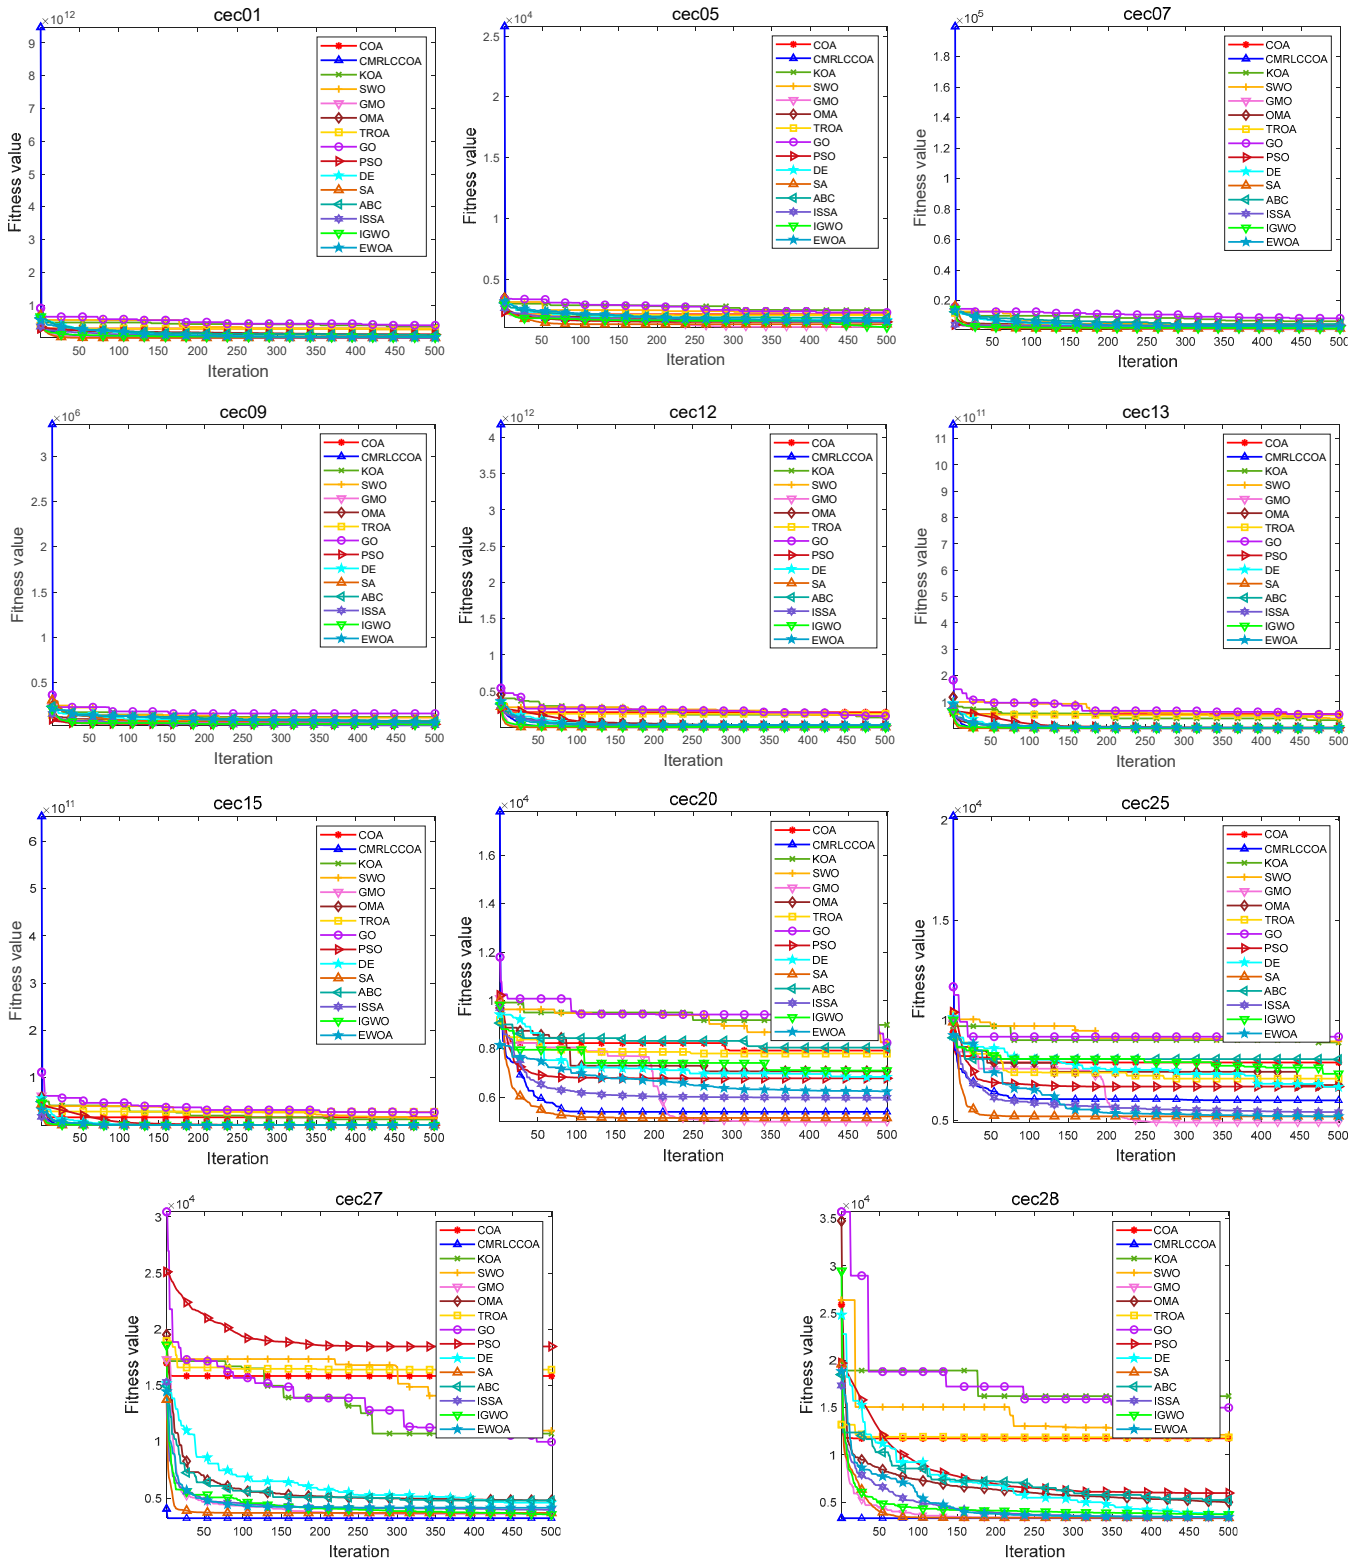 cec01
×10^12
9
8
7
6
5
4
3
2
1
Fitness value
50 100 150 200 250 300 350 400 450 500
Iteration
COA
CMRLCCOA
KOA
SWO
GMO
OMA
TROA
GO
PSO
DE
SA
ABC
ISSA
IGWO
EWOA
cec05
×10^4
2.5
2
1.5
1
0.5
Fitness value
50 100 150 200 250 300 350 400 450 500
Iteration
COA
CMRLCCOA
KOA
SWO
GMO
OMA
TROA
GO
PSO
DE
SA
ABC
ISSA
IGWO
EWOA
cec07
×10^5
1.8
1.6
1.4
1.2
1
0.8
0.6
0.4
0.2
Fitness value
50 100 150 200 250 300 350 400 450 500
Iteration
COA
CMRLCCOA
KOA
SWO
GMO
OMA
TROA
GO
PSO
DE
SA
ABC
ISSA
IGWO
EWOA
cec09
×10^6
3
2.5
2
1.5
1
0.5
Fitness value
50 100 150 200 250 300 350 400 450 500
Iteration
COA
CMRLCCOA
KOA
SWO
GMO
OMA
TROA
GO
PSO
DE
SA
ABC
ISSA
IGWO
EWOA
cec12
×10^12
4
3.5
3
2.5
2
1.5
1
0.5
Fitness value
50 100 150 200 250 300 350 400 450 500
Iteration
COA
CMRLCCOA
KOA
SWO
GMO
OMA
TROA
GO
PSO
DE
SA
ABC
ISSA
IGWO
EWOA
cec13
×10^11
11
10
9
8
7
6
5
4
3
2
1
Fitness value
50 100 150 200 250 300 350 400 450 500
Iteration
COA
CMRLCCOA
KOA
SWO
GMO
OMA
TROA
GO
PSO
DE
SA
ABC
ISSA
IGWO
EWOA
cec15
×10^11
6
5
4
3
2
1
Fitness value
50 100 150 200 250 300 350 400 450 500
Iteration
COA
CMRLCCOA
KOA
SWO
GMO
OMA
TROA
GO
PSO
DE
SA
ABC
ISSA
IGWO
EWOA
cec20
×10^4
1.6
1.4
1.2
1
0.8
0.6
Fitness value
50 100 150 200 250 300 350 400 450 500
Iteration
COA
CMRLCCOA
KOA
SWO
GMO
OMA
TROA
GO
PSO
DE
SA
ABC
ISSA
IGWO
EWOA
cec25
×10^4
2
1.5
1
0.5
Fitness value
50 100 150 200 250 300 350 400 450 500
Iteration
COA
CMRLCCOA
KOA
SWO
GMO
OMA
TROA
GO
PSO
DE
SA
ABC
ISSA
IGWO
EWOA
cec27
×10^4
3
2.5
2
1.5
1
0.5
Fitness value
50 100 150 200 250 300 350 400 450 500
Iteration
COA
CMRLCCOA
KOA
SWO
GMO
OMA
TROA
GO
PSO
DE
SA
ABC
ISSA
IGWO
EWOA
cec28
×10^4
3.5
3
2.5
2
1.5
1
0.5
Fitness value
50 100 150 200 250 300 350 400 450 500
Iteration
COA
CMRLCCOA
KOA
SWO
GMO
OMA
TROA
GO
PSO
DE
SA
ABC
ISSA
IGWO
EWOA